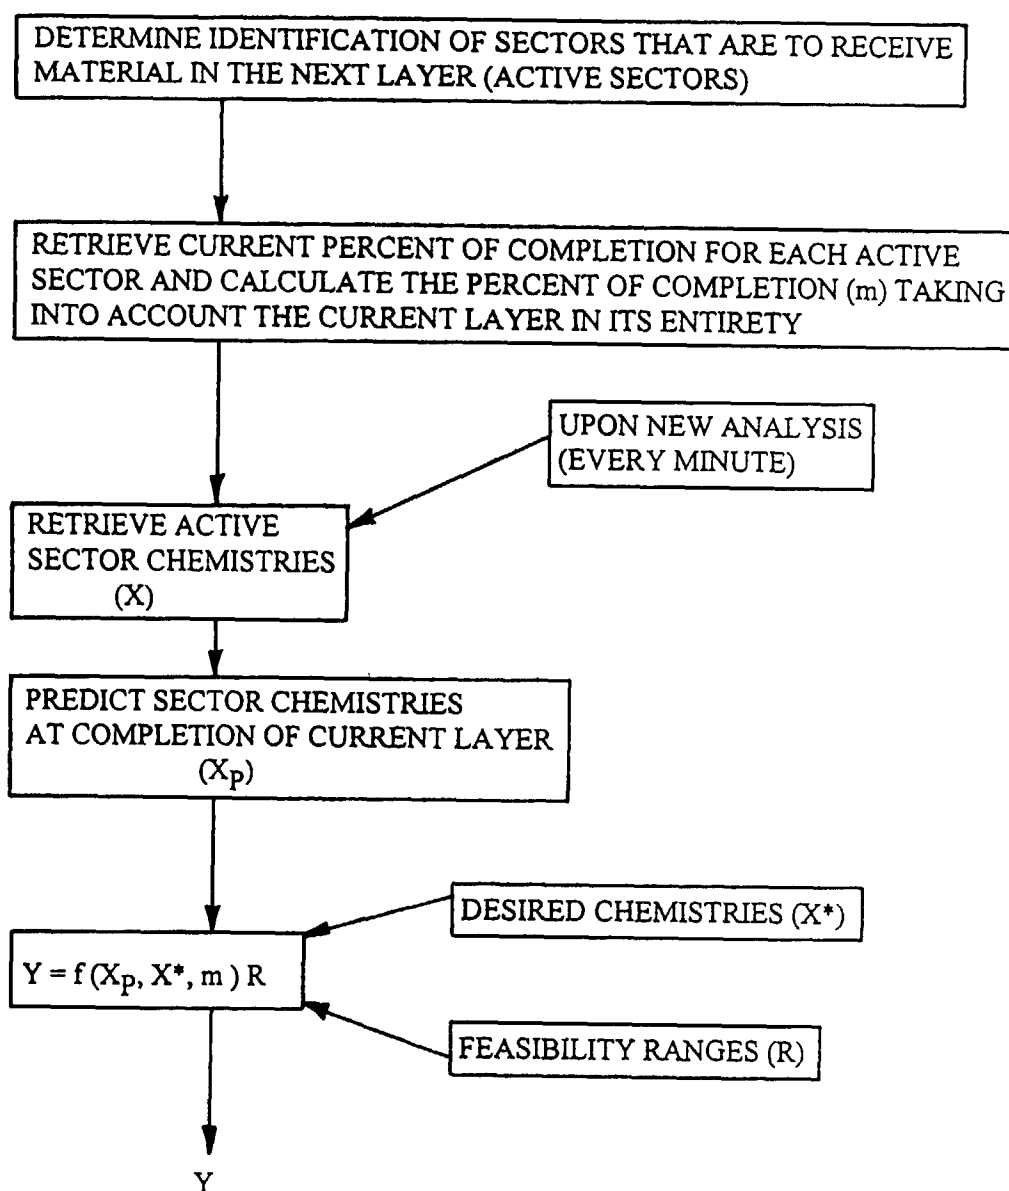 DETERMINE IDENTIFICATION OF SECTORS THAT ARE TO RECEIVE
MATERIAL IN THE NEXT LAYER (ACTIVE SECTORS)
RETRIEVE CURRENT PERCENT OF COMPLETION FOR EACH ACTIVE
SECTOR AND CALCULATE THE PERCENT OF COMPLETION (m) TAKING
INTO ACCOUNT THE CURRENT LAYER IN ITS ENTIRETY
UPON NEW ANALYSIS
(EVERY MINUTE)
RETRIEVE ACTIVE
SECTOR CHEMISTRIES
(X)
PREDICT SECTOR CHEMISTRIES
AT COMPLETION OF CURRENT LAYER
(Xp)
DESIRED CHEMISTRIES (X*)
Y = f (Xp, X*, m ) R
FEASIBILITY RANGES (R)
Y